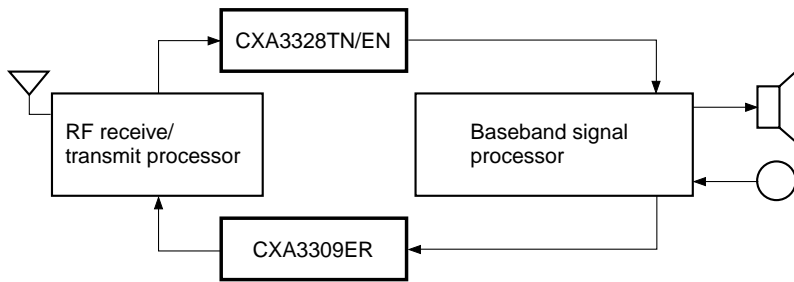 CXA3328TN/EN
RF receive/
transmit processor
Baseband signal
processor
CXA3309ER